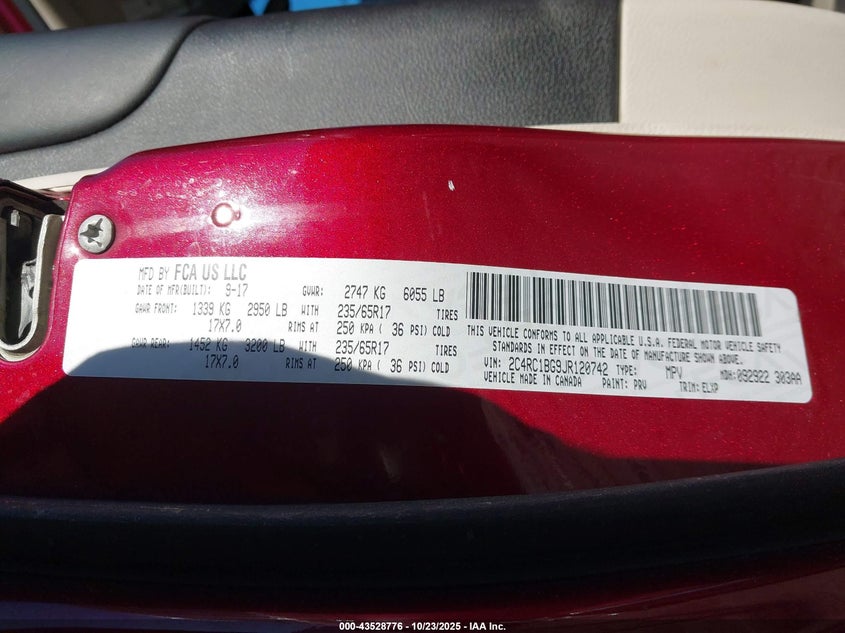 MFD BY FCA US LLC
DATE OF MFR(BUILT): 9-17 GVWR: 2747 KG 6055 LB
GAWR FRONT: 1339 KG 2950 LB WITH 235/65R17 TIRES
17X7.0 RIMS AT 250 KPA ( 36 PSI) COLD
GAWR REAR: 1452 KG 3200 LB WITH 235/65R17 TIRES
17X7.0 RIMS AT 250 KPA ( 36 PSI) COLD
THIS VEHICLE CONFORMS TO ALL APPLICABLE U.S.A. FEDERAL MOTOR VEHICLE SAFETY
STANDARDS IN EFFECT ON THE DATE OF MANUFACTURE SHOWN ABOVE.
VIN: 2C4RC1BG9JR120742 TYPE: MPV MDH:092922 303AA
VEHICLE MADE IN CANADA PAINT: PRV TRIM:ELXP
000-43528776 | 10/23/2025 - IAA Inc.